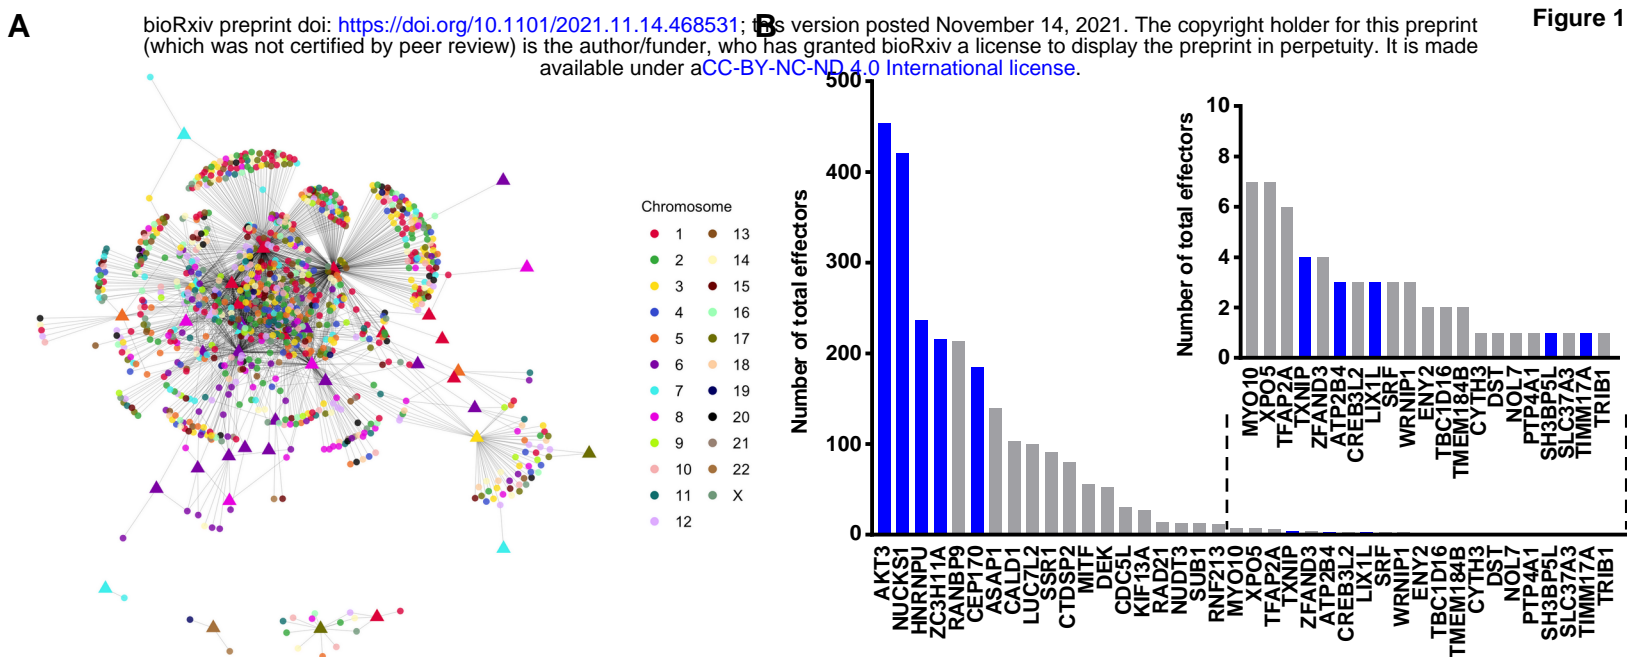 A
bioRxiv preprint doi: https://doi.org/10.1101/2021.11.14.468531; this version posted November 14, 2021. The copyright holder for this preprint
(which was not certified by peer review) is the author/funder, who has granted bioRxiv a license to display the preprint in perpetuity. It is made
available under aCC-BY-NC-ND 4.0 International license.
B
Figure 1
Chromosome
1
2
3
4
5
6
7
8
9
10
11
12
13
14
15
16
17
18
19
20
21
22
X
Number of total effectors
500
400
300
200
100
0
AKT3
NUCKS1
HNRNPU
ZC3H11A
RANBP9
CEP170
ASAP1
CALD1
LUC7L2
SSR1
CTDSP2
MITF
DEK
CDC5L
KIF13A
RAD21
NUDT3
SUB1
RNF213
MYO10
XPO5
TFAP2A
TXNIP
ZFAND3
ATP2B4
CREB3L2
LIX1L
SRF
WRNIP1
ENY2
TBC1D16
TMEM184B
CYTH3
DST
NOL7
PTP4A1
SH3BP5L
SLC37A3
TIMM17A
TRIB1
Number of total effectors
10
8
6
4
2
0
MYO10
XPO5
TFAP2A
TXNIP
ZFAND3
ATP2B4
CREB3L2
LIX1L
SRF
WRNIP1
ENY2
TBC1D16
TMEM184B
CYTH3
DST
NOL7
PTP4A1
SH3BP5L
SLC37A3
TIMM17A
TRIB1